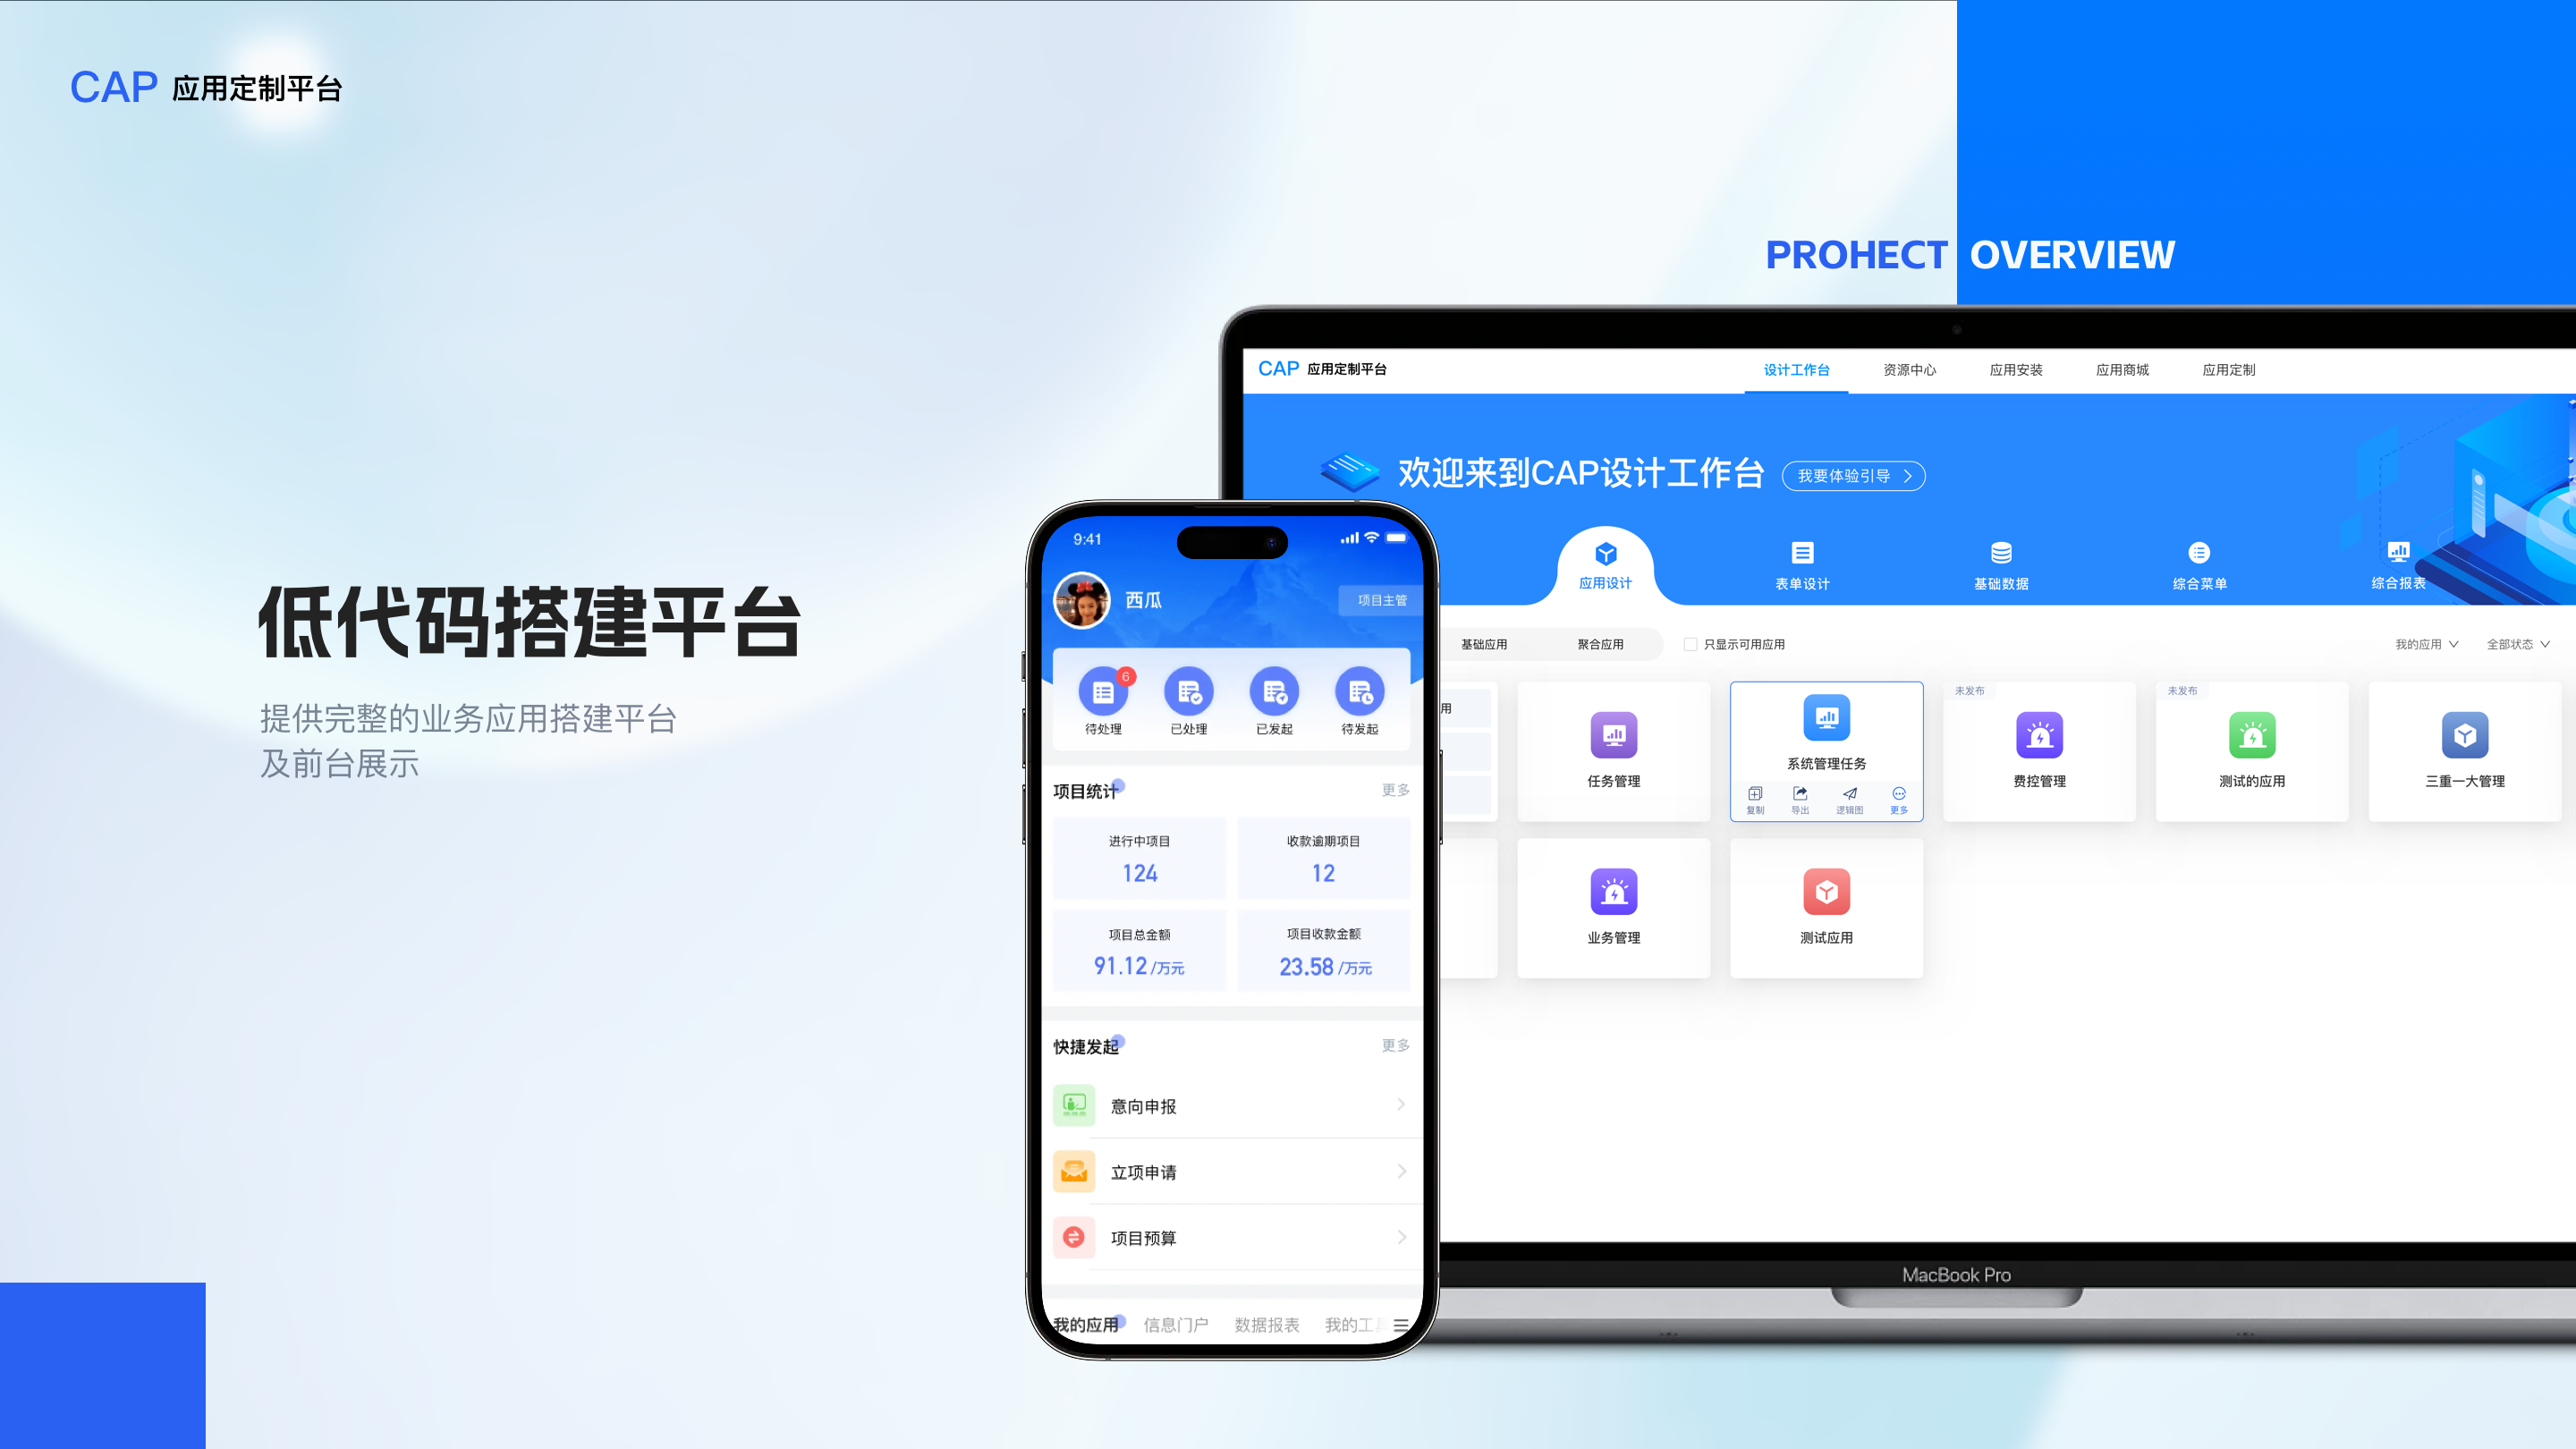 CAP 应用定制平台
PROHECT OVERVIEW
低代码搭建平台
提供完整的业务应用搭建平台
及前台展示
CAP 应用定制平台
设计工作台 资源中心 应用安装 应用商城 应用定制
欢迎来到CAP设计工作台 我要体验引导
应用设计 表单设计 基础数据 综合菜单 综合报表
基础应用 聚合应用 只显示可用应用 我的应用 全部状态
用
任务管理
系统管理任务
复制 导出 逻辑图 更多
未发布
费控管理
未发布
测试的应用
三重一大管理
业务管理
测试应用
MacBook Pro
9:41
西瓜
项目主管
6
待处理 已处理 已发起 待发起
项目统计 更多
进行中项目
124
收款逾期项目
12
项目总金额
91.12 /万元
项目收款金额
23.58 /万元
快捷发起 更多
意向申报
立项申请
项目预算
我的应用 信息门户 数据报表 我的工